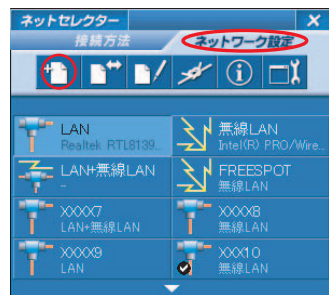 ネットセレクター
接続方法 ネットワーク設定
LAN
Realtek RTL8139...
無線LAN
Intel(R) PRO/Wire...
LAN+無線LAN
-
FREESPOT
無線LAN
XXXX7
LAN+無線LAN
XXXX8
無線LAN
XXXX9
LAN
XXX10
無線LAN